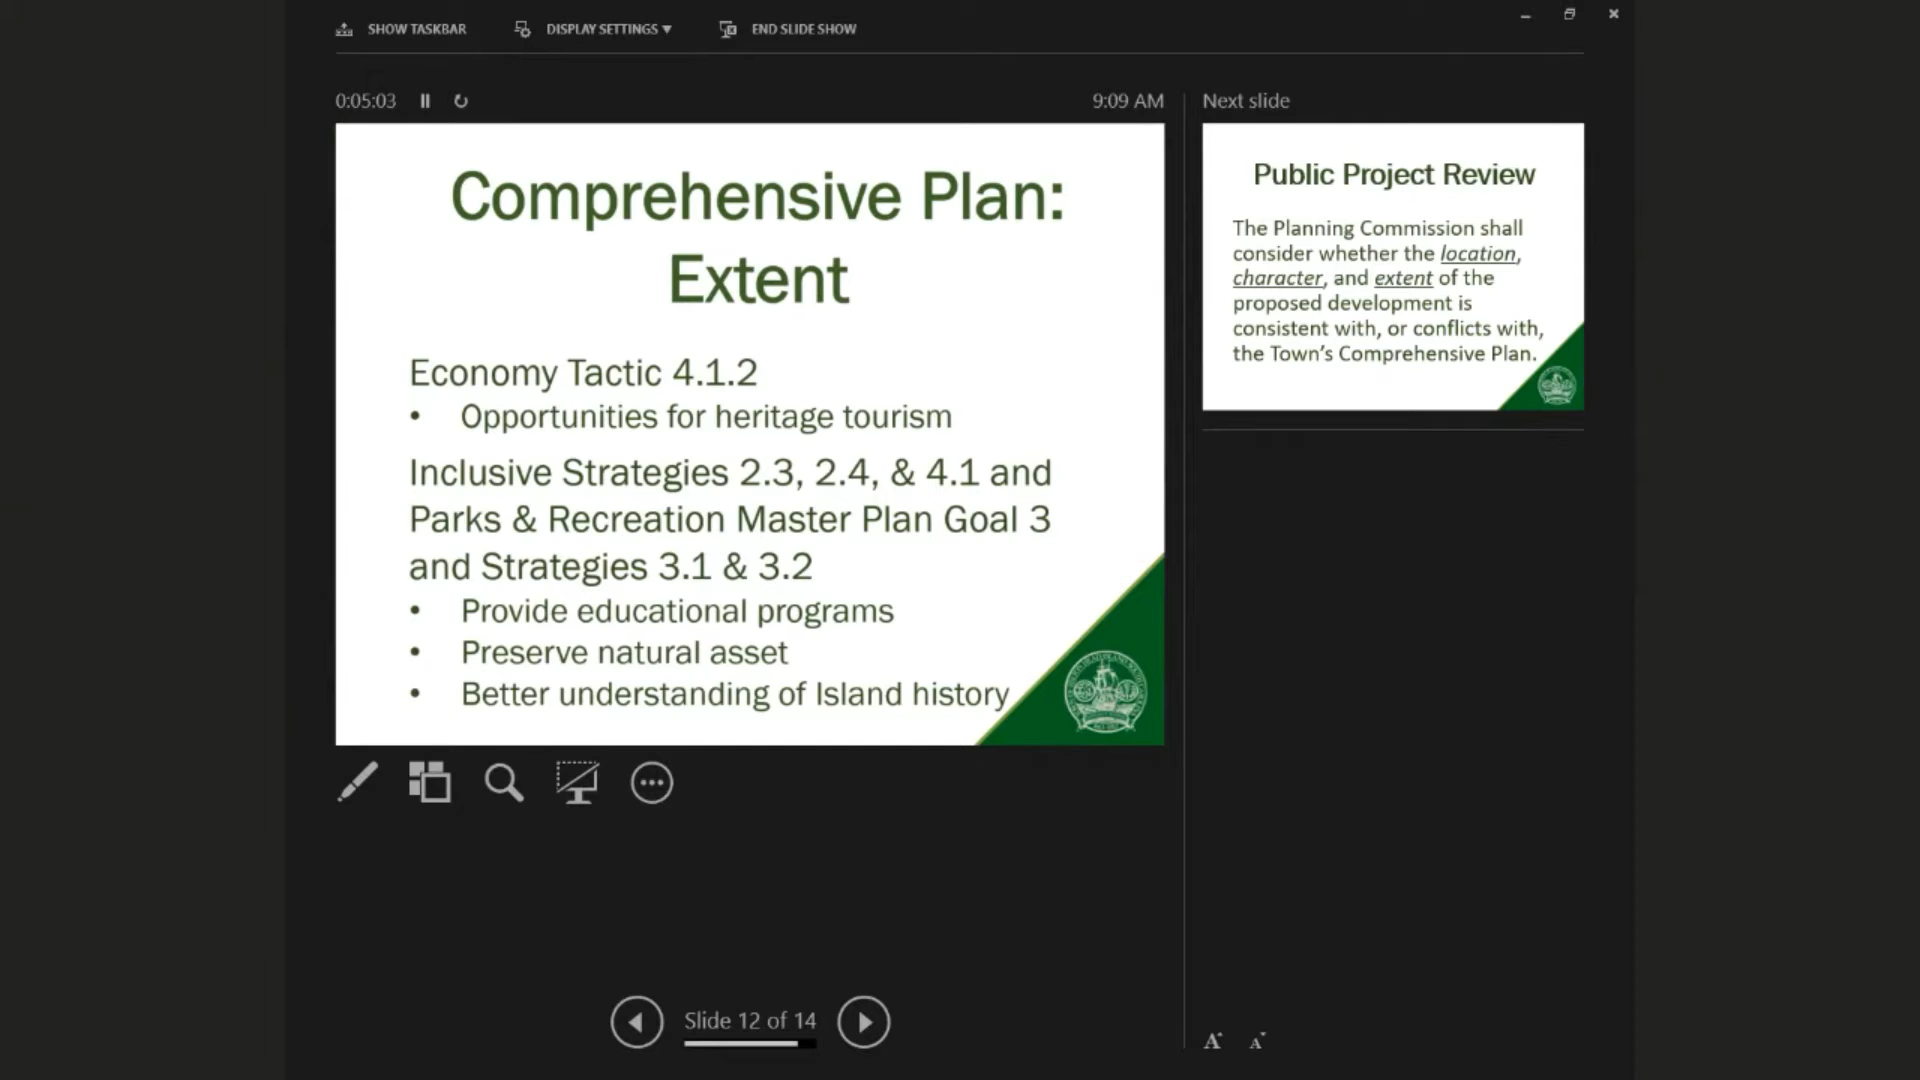 SHOW TASKBAR
DISPLAY SETTINGS ▾
END SLIDE SHOW
0:05:03
9:09 AM
Comprehensive Plan:
Extent
Economy Tactic 4.1.2
• Opportunities for heritage tourism
Inclusive Strategies 2.3, 2.4, & 4.1 and
Parks & Recreation Master Plan Goal 3
and Strategies 3.1 & 3.2
• Provide educational programs
• Preserve natural asset
• Better understanding of Island history
Slide 12 of 14
Next slide
Public Project Review
The Planning Commission shall
consider whether the location,
character, and extent of the
proposed development is
consistent with, or conflicts with,
the Town's Comprehensive Plan.
A A